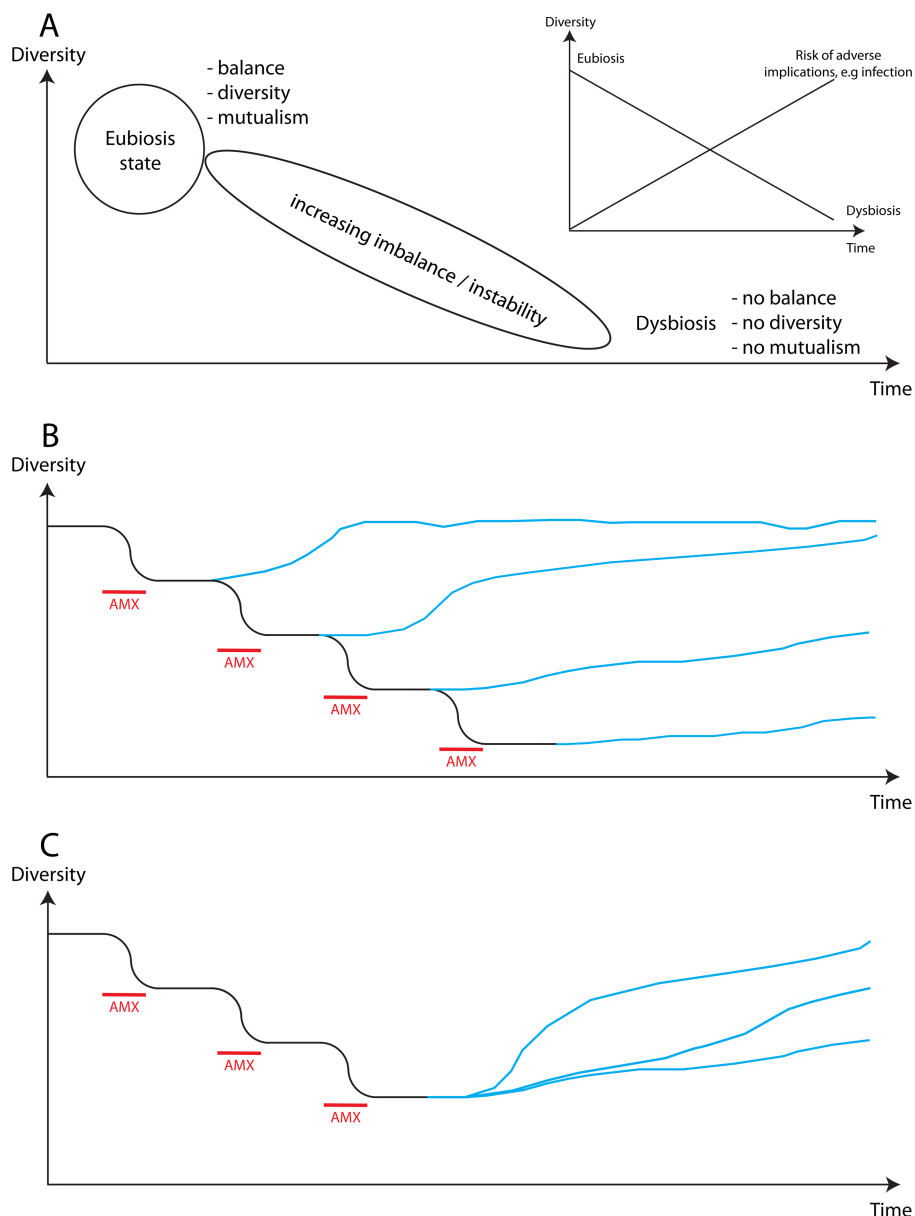 A
Diversity
- balance
- diversity
- mutualism
Eubiosis
state
increasing imbalance / instability
Dysbiosis
- no balance
- no diversity
- no mutualism
Time
Diversity
Eubiosis
Risk of adverse
implications, e.g infection
Dysbiosis
Time
B
Diversity
AMX
AMX
AMX
AMX
Time
C
Diversity
AMX
AMX
AMX
Time